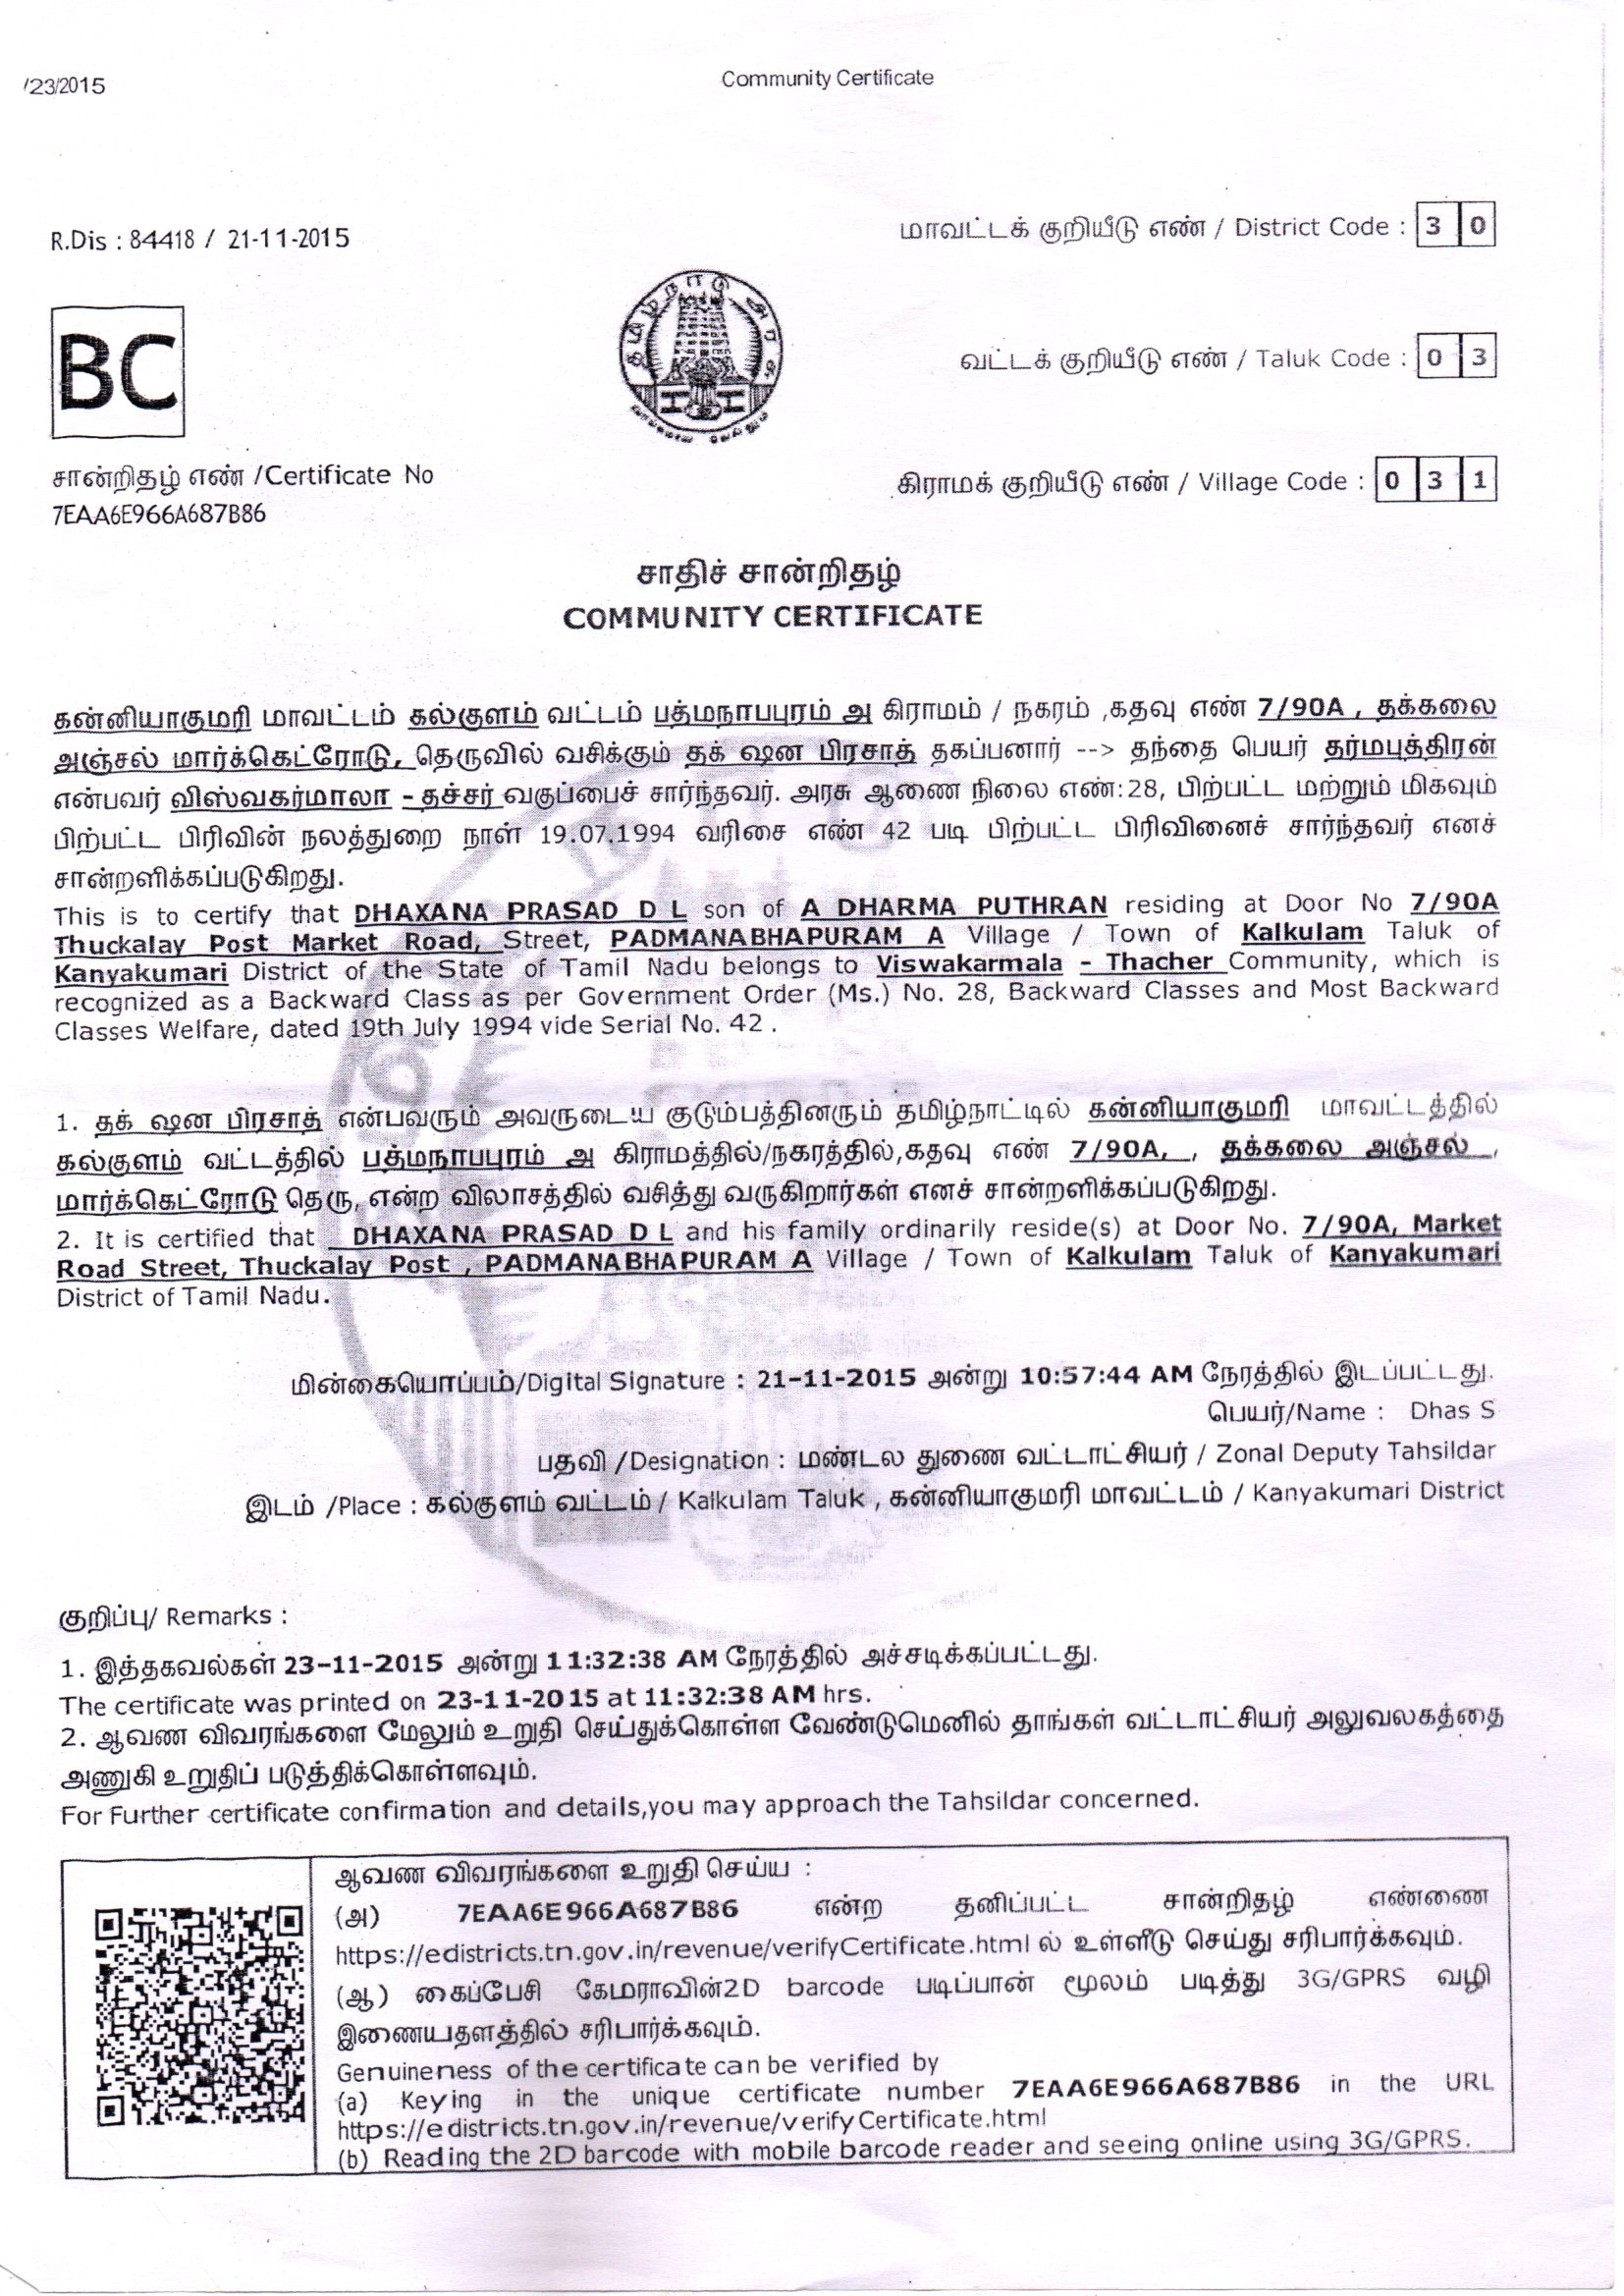 /23/2015
Community Certificate
R.Dis : 84418 / 21-11-2015
மாவட்டக் குறியீடு எண் / District Code : 3 0
BC
தமிழ்நாடு அரசு
வாய்மையே வெல்லும்
வட்டக் குறியீடு எண் / Taluk Code : 0 3
சான்றிதழ் எண் /Certificate No
7EAA6E966A687B86
கிராமக் குறியீடு எண் / Village Code : 0 3 1
சாதிச் சான்றிதழ்
COMMUNITY CERTIFICATE
கன்னியாகுமரி மாவட்டம் கல்குளம் வட்டம் பத்மநாபபுரம் அ கிராமம் / நகரம் ,கதவு எண் 7/90A , தக்கலை
அஞ்சல் மார்க்கெட்ரோடு, தெருவில் வசிக்கும் தக் ஷன பிரசாத் தகப்பனார் --> தந்தை பெயர் தர்மபுத்திரன்
என்பவர் விஸ்வகர்மாலா - தச்சர் வகுப்பைச் சார்ந்தவர். அரசு ஆணை நிலை எண்:28, பிற்பட்ட மற்றும் மிகவும்
பிற்பட்ட பிரிவின் நலத்துறை நாள் 19.07.1994 வரிசை எண் 42 படி பிற்பட்ட பிரிவினைச் சார்ந்தவர் எனச்
சான்றளிக்கப்படுகிறது.
This is to certify that DHAXANA PRASAD D L son of A DHARMA PUTHRAN residing at Door No 7/90A
Thuckalay Post Market Road, Street, PADMANABHAPURAM A Village / Town of Kalkulam Taluk of
Kanyakumari District of the State of Tamil Nadu belongs to Viswakarmala - Thacher Community, which is
recognized as a Backward Class as per Government Order (Ms.) No. 28, Backward Classes and Most Backward
Classes Welfare, dated 19th July 1994 vide Serial No. 42 .
1. தக் ஷன பிரசாத் என்பவரும் அவருடைய குடும்பத்தினரும் தமிழ்நாட்டில் கன்னியாகுமரி மாவட்டத்தில்
கல்குளம் வட்டத்தில் பத்மநாபபுரம் அ கிராமத்தில்/நகரத்தில்,கதவு எண் 7/90A, , தக்கலை அஞ்சல் ,
மார்க்கெட்ரோடு தெரு, என்ற விலாசத்தில் வசித்து வருகிறார்கள் எனச் சான்றளிக்கப்படுகிறது.
2. It is certified that DHAXANA PRASAD D L and his family ordinarily reside(s) at Door No. 7/90A, Market
Road Street, Thuckalay Post , PADMANABHAPURAM A Village / Town of Kalkulam Taluk of Kanyakumari
District of Tamil Nadu.
மின்கையொப்பம்/Digital Signature : 21-11-2015 அன்று 10:57:44 AM நேரத்தில் இடப்பட்டது.
பெயர்/Name : Dhas S
பதவி /Designation : மண்டல துணை வட்டாட்சியர் / Zonal Deputy Tahsildar
இடம் /Place : கல்குளம் வட்டம் / Kalkulam Taluk , கன்னியாகுமரி மாவட்டம் / Kanyakumari District
குறிப்பு/ Remarks :
1. இத்தகவல்கள் 23-11-2015 அன்று 11:32:38 AM நேரத்தில் அச்சடிக்கப்பட்டது.
The certificate was printed on 23-11-2015 at 11:32:38 AM hrs.
2. ஆவண விவரங்களை மேலும் உறுதி செய்துக்கொள்ள வேண்டுமெனில் தாங்கள் வட்டாட்சியர் அலுவலகத்தை
அணுகி உறுதிப் படுத்திக்கொள்ளவும்.
For Further certificate confirmation and details,you may approach the Tahsildar concerned.
ஆவண விவரங்களை உறுதி செய்ய :
(அ) 7EAA6E966A687B86 என்ற தனிப்பட்ட சான்றிதழ் எண்ணை
https://edistricts.tn.gov.in/revenue/verifyCertificate.html ல் உள்ளீடு செய்து சரிபார்க்கவும்.
(ஆ) கைப்பேசி கேமராவின்2D barcode படிப்பான் மூலம் படித்து 3G/GPRS வழி
இணையதளத்தில் சரிபார்க்கவும்.
Genuineness of the certificate can be verified by
(a) Keying in the unique certificate number 7EAA6E966A687B86 in the URL
https://edistricts.tn.gov.in/revenue/verifyCertificate.html
(b) Reading the 2D barcode with mobile barcode reader and seeing online using 3G/GPRS.